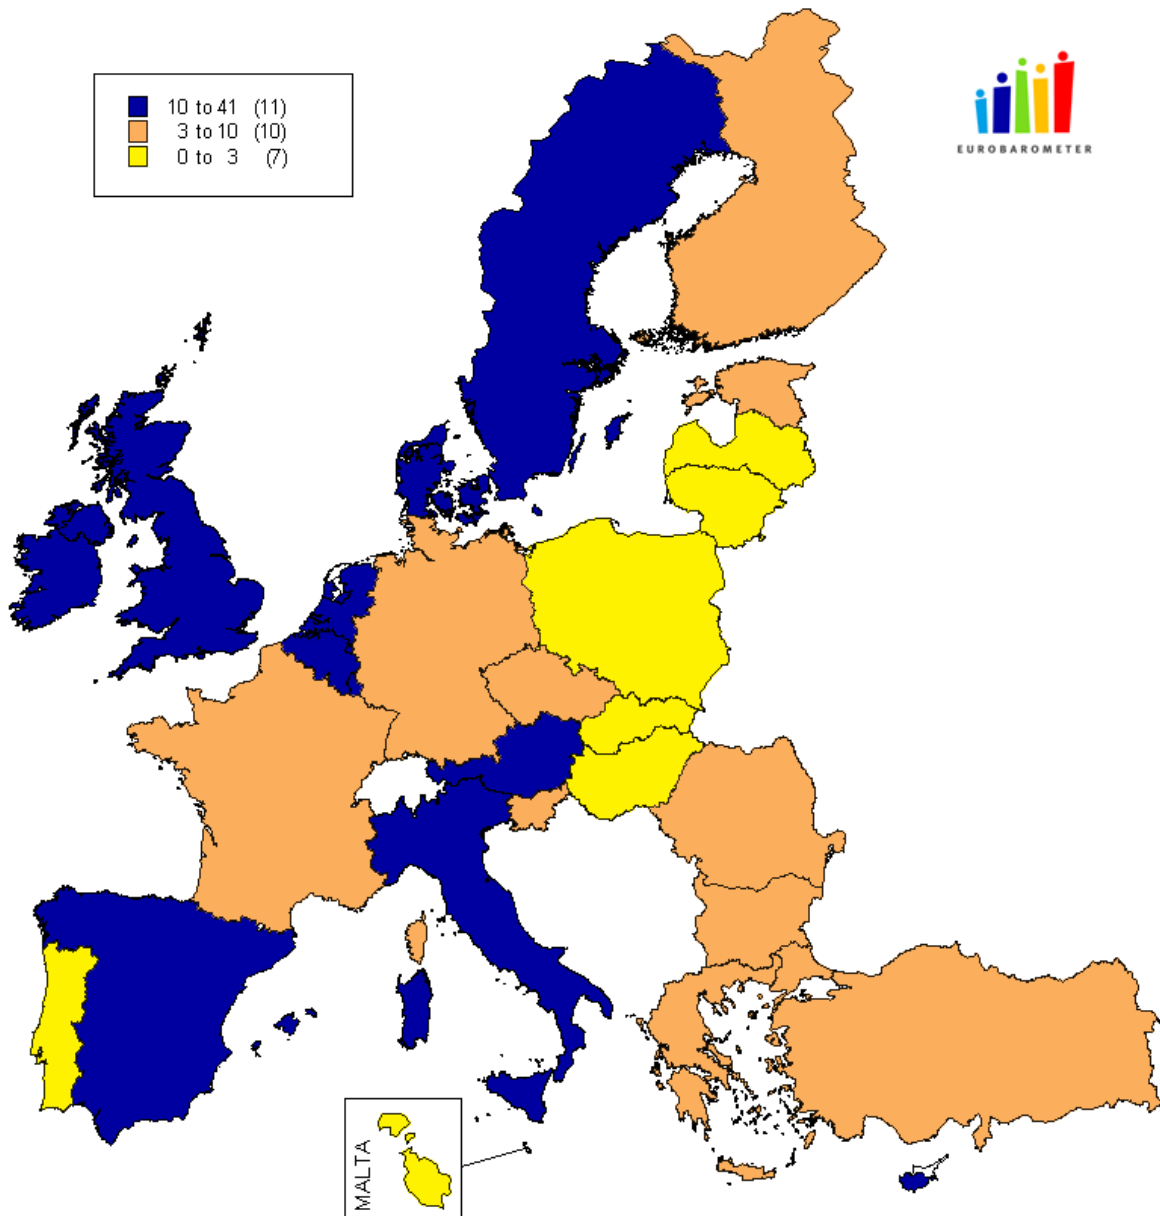 10 to 41 (11)
3 to 10 (10)
0 to 3 (7)
EUROBAROMETER
MALTA